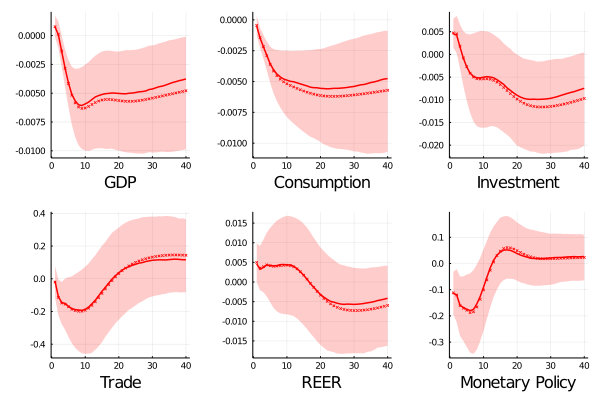 0.0000 0.0000 0.005
-0.0025 -0.0025 0.000
-0.0050 -0.0050 -0.005
-0.0075 -0.0075 -0.010
-0.0100 -0.0100 -0.015
-0.020
0 10 20 30 40 0 10 20 30 40 0 10 20 30 40
GDP Consumption Investment
0.4 0.015 0.1
0.2 0.010 0.0
0.0 0.005 -0.1
-0.2 0.000 -0.2
-0.4 -0.005 -0.3
-0.010
-0.015
0 10 20 30 40 0 10 20 30 40 0 10 20 30 40
Trade REER Monetary Policy